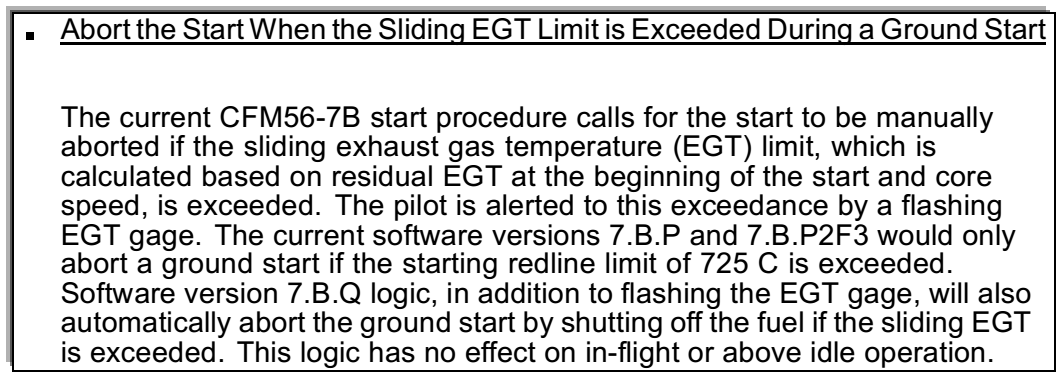 ▪ Abort the Start When the Sliding EGT Limit is Exceeded During a Ground Start
The current CFM56-7B start procedure calls for the start to be manually
aborted if the sliding exhaust gas temperature (EGT) limit, which is
calculated based on residual EGT at the beginning of the start and core
speed, is exceeded. The pilot is alerted to this exceedance by a flashing
EGT gage. The current software versions 7.B.P and 7.B.P2F3 would only
abort a ground start if the starting redline limit of 725 C is exceeded.
Software version 7.B.Q logic, in addition to flashing the EGT gage, will also
automatically abort the ground start by shutting off the fuel if the sliding EGT
is exceeded. This logic has no effect on in-flight or above idle operation.